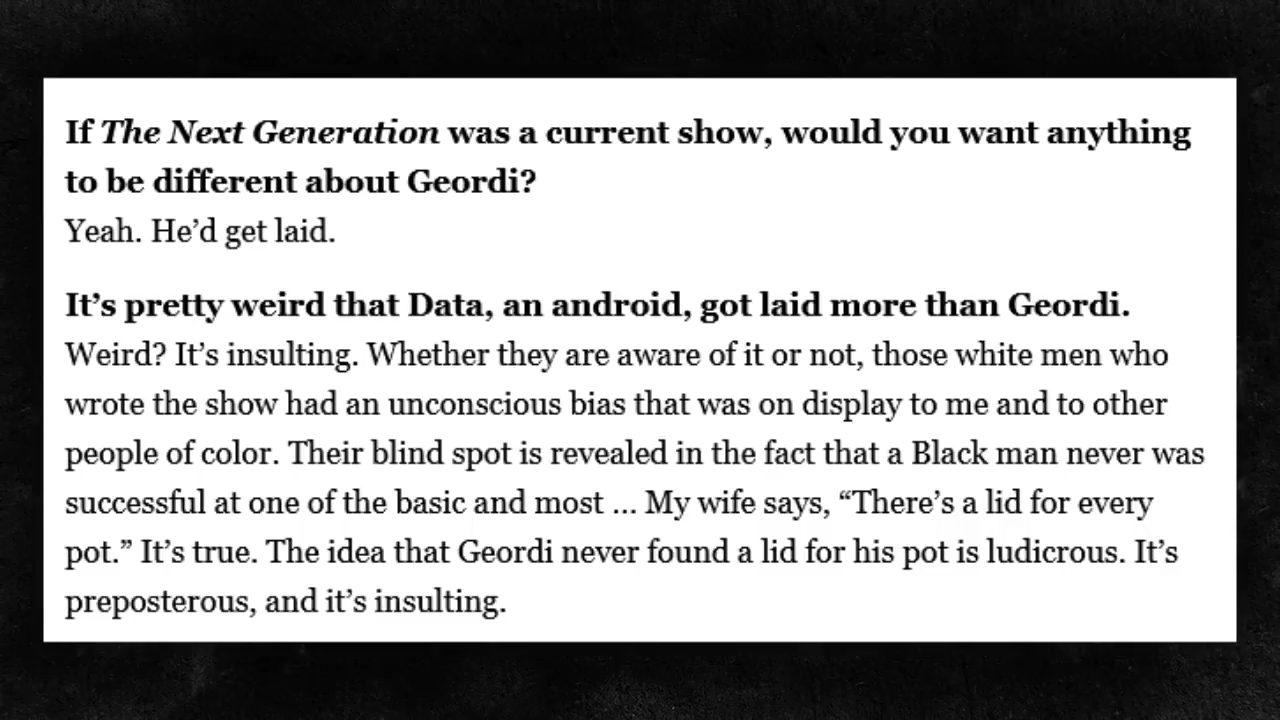 If The Next Generation was a current show, would you want anything
to be different about Geordi?
Yeah. He’d get laid.
It’s pretty weird that Data, an android, got laid more than Geordi.
Weird? It’s insulting. Whether they are aware of it or not, those white men who
wrote the show had an unconscious bias that was on display to me and to other
people of color. Their blind spot is revealed in the fact that a Black man never was
successful at one of the basic and most … My wife says, “There’s a lid for every
pot.” It’s true. The idea that Geordi never found a lid for his pot is ludicrous. It’s
preposterous, and it’s insulting.